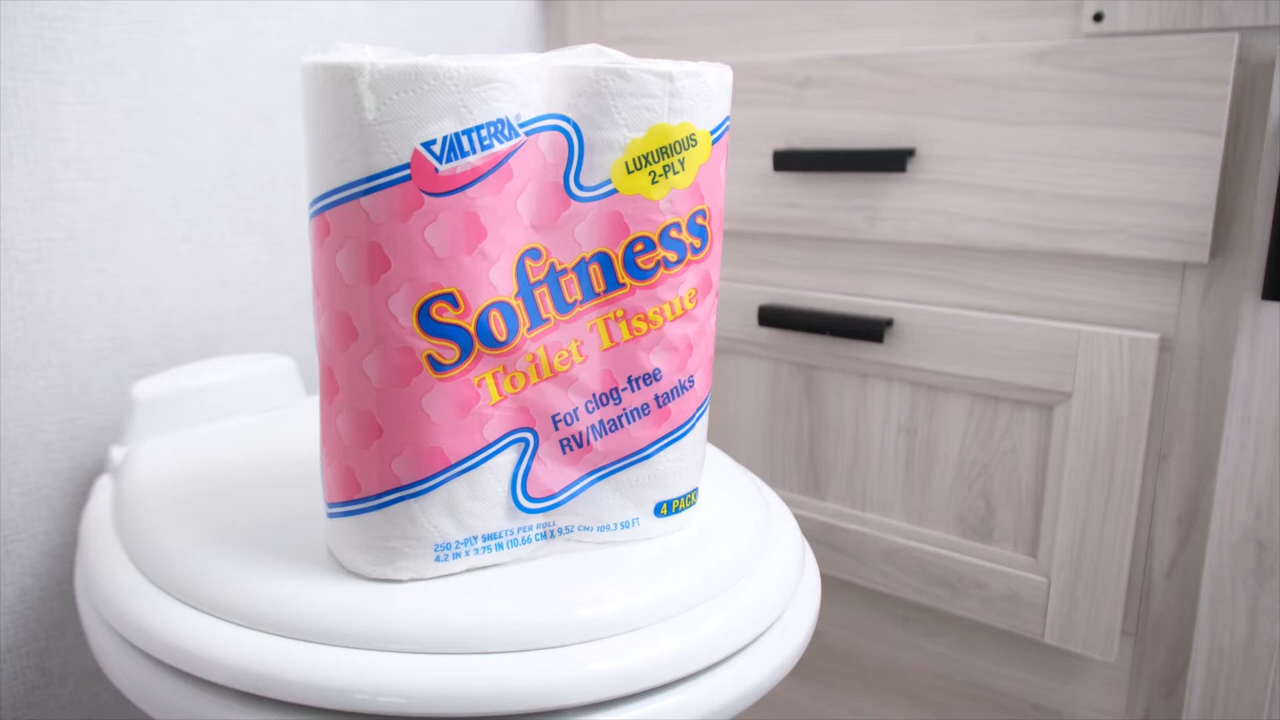 VALTERRA®
LUXURIOUS
2-PLY
Softness
Toilet Tissue
For clog-free
RV/Marine tanks
4 PACK
250 2-PLY SHEETS PER ROLL
4.2 IN X 3.75 IN (10.66 CM X 9.52 CM) 109.3 SQ FT